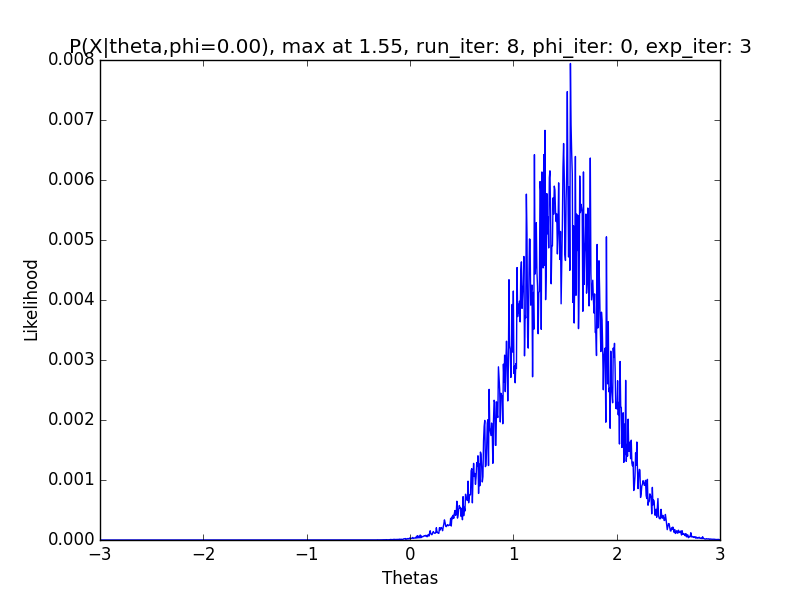 P(X|theta,phi=0.00), max at 1.55, run_iter: 8, phi_iter: 0, exp_iter: 3
0.008
0.007
0.006
0.005
0.004
0.003
0.002
0.001
0.000
Likelihood
−3 −2 −1 0 1 2 3
Thetas